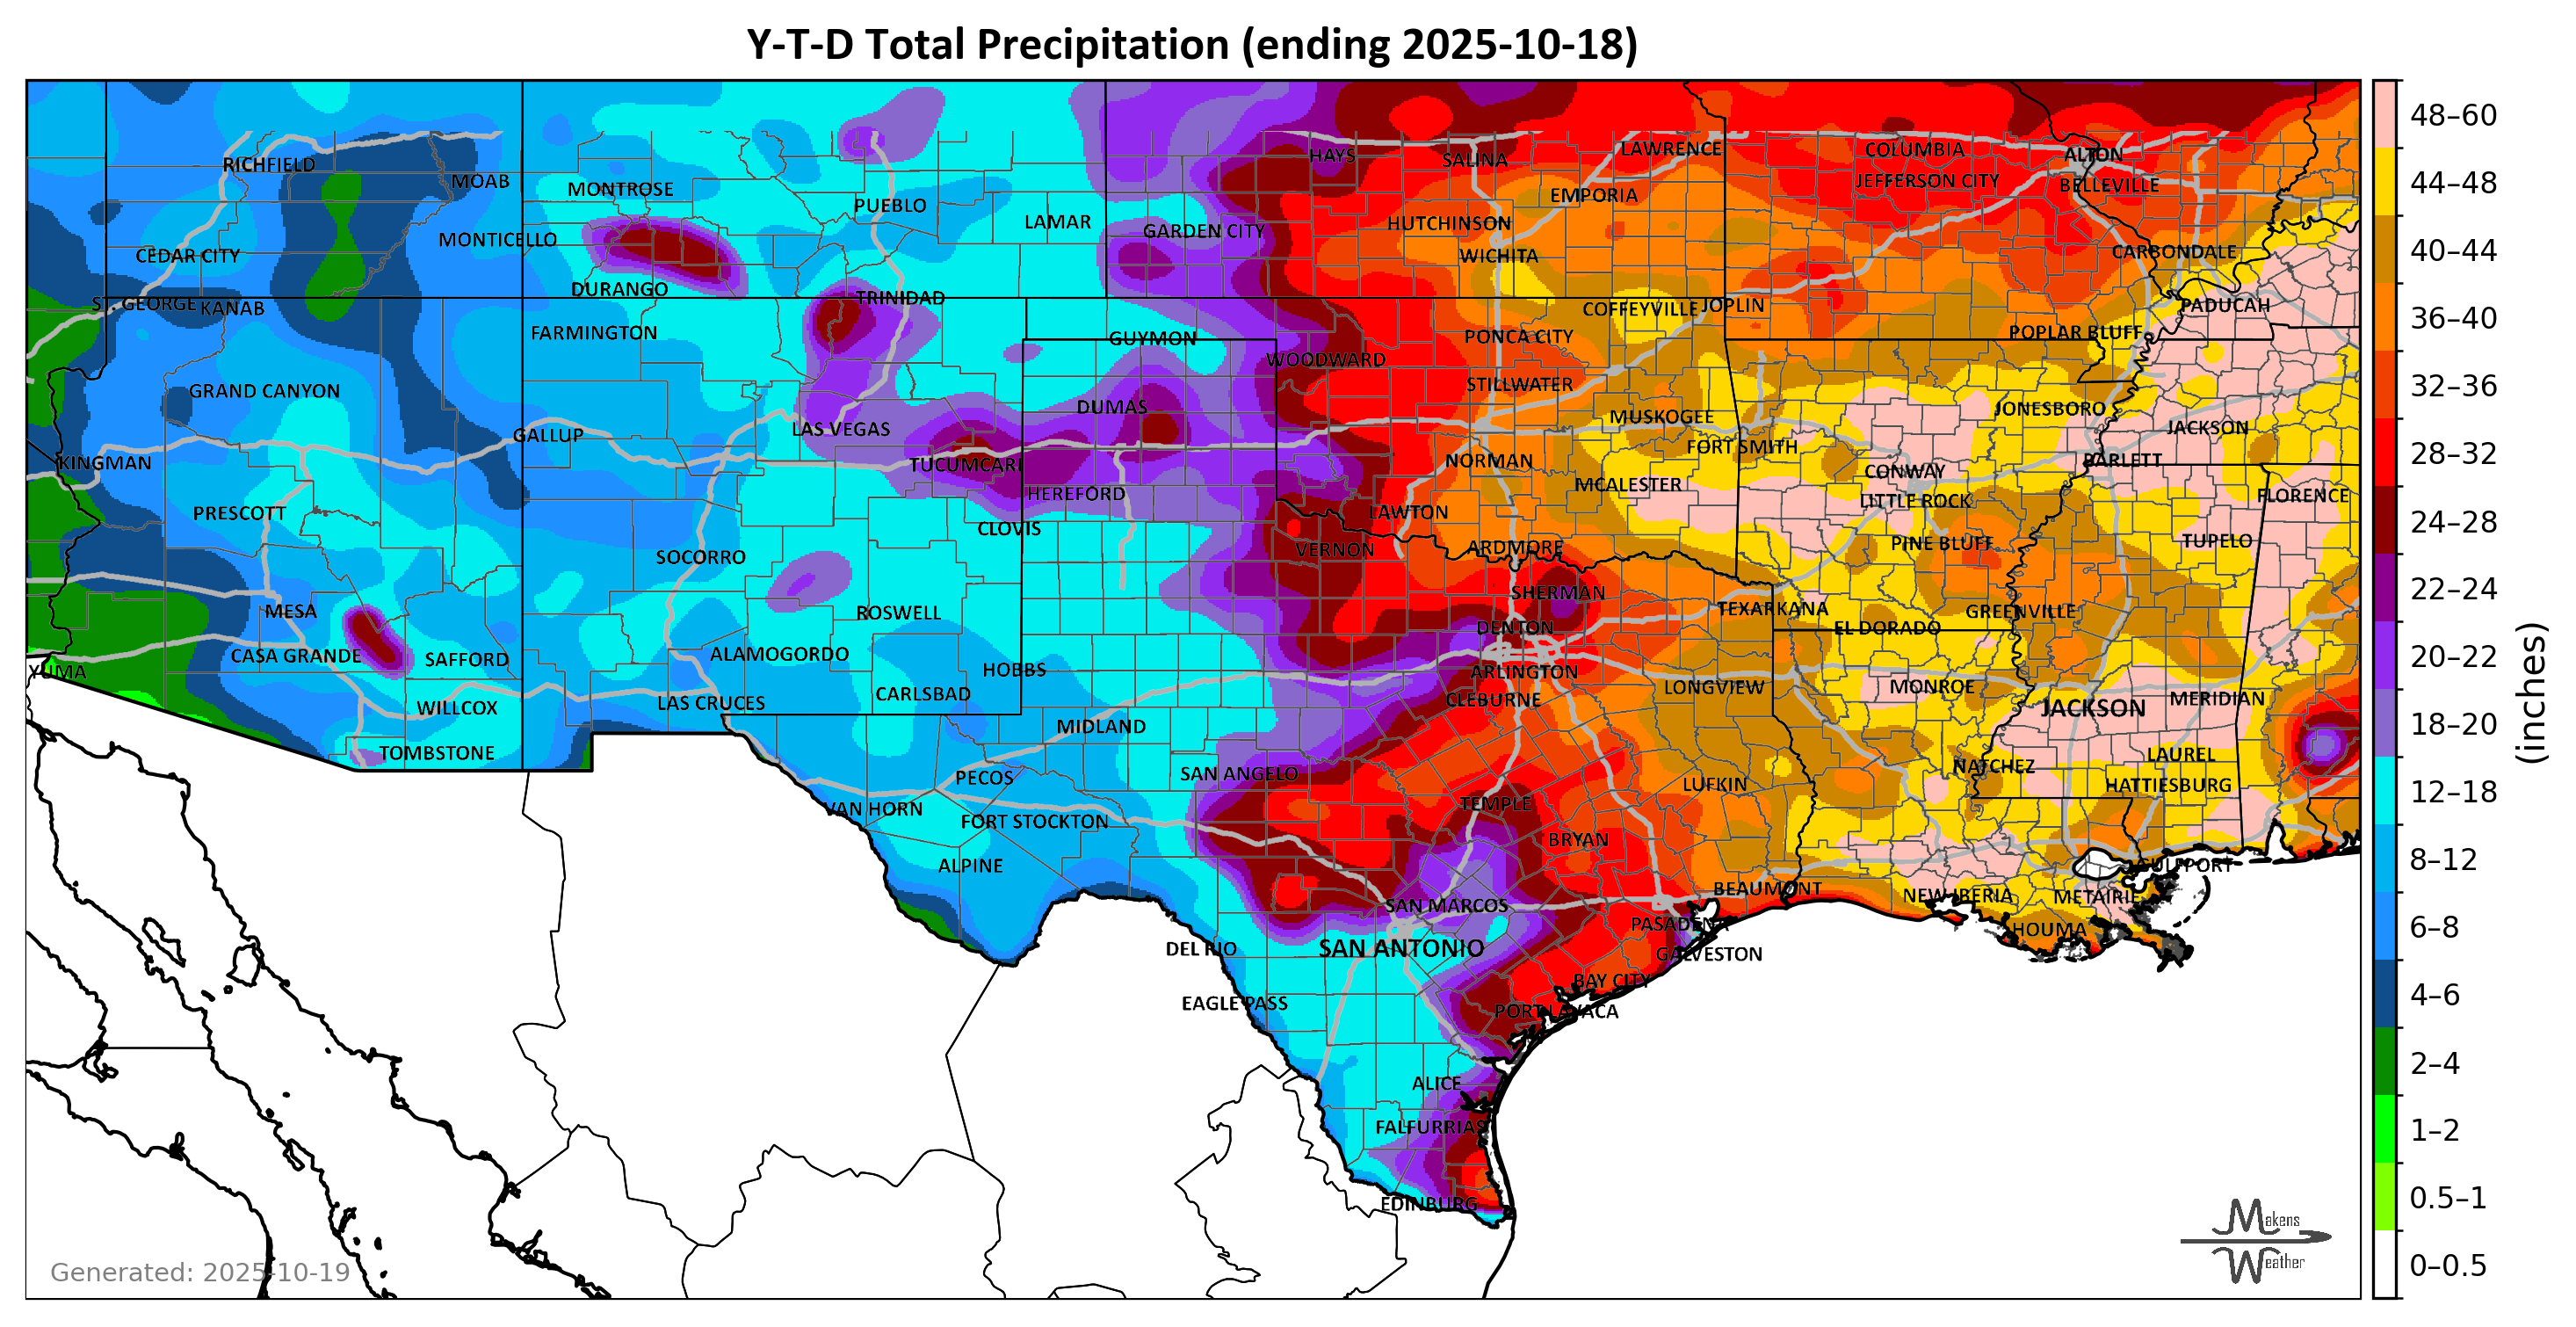 Y-T-D Total Precipitation (ending 2025-10-18)
48–60
HAYS
SALINA
LAWRENCE
COLUMBIA
ALTON
RICHFIELD
MOAB
MONTROSE
EMPORIA
JEFFERSON CITY
BELLEVILLE
44–48
PUEBLO
LAMAR
GARDEN CITY
HUTCHINSON
MONTICELLO
CEDAR CITY
WICHITA
CARBONDALE
40–44
DURANGO
TRINIDAD
ST. GEORGE
KANAB
COFFEYVILLE
JOPLIN
PADUCAH
36–40
FARMINGTON
GUYMON
PONCA CITY
POPLAR BLUFF
WOODWARD
STILLWATER
32–36
GRAND CANYON
DUMAS
MUSKOGEE
JONESBORO
GALLUP
LAS VEGAS
FORT SMITH
JACKSON
28–32
KINGMAN
TUCUMCARI
NORMAN
CONWAY
BARLETT
HEREFORD
MCALESTER
LITTLE ROCK
FLORENCE
PRESCOTT
CLOVIS
LAWTON
24–28
SOCORRO
VERNON
ARDMORE
PINE BLUFF
TUPELO
22–24
MESA
ROSWELL
SHERMAN
TEXARKANA
GREENVILLE
DENTON
EL DORADO
20–22
CASA GRANDE
SAFFORD
ALAMOGORDO
HOBBS
ARLINGTON
YUMA
LONGVIEW
MONROE
(inches)
WILLCOX
LAS CRUCES
CARLSBAD
CLEBURNE
JACKSON
MERIDIAN
18–20
TOMBSTONE
MIDLAND
LAUREL
PECOS
SAN ANGELO
NATCHEZ
HATTIESBURG
12–18
VAN HORN
FORT STOCKTON
TEMPLE
LUFKIN
ALPINE
BRYAN
GULFPORT
8–12
SAN MARCOS
BEAUMONT
NEW IBERIA
METAIRIE
DEL RIO
SAN ANTONIO
PASADENA
HOUMA
6–8
GALVESTON
EAGLE PASS
BAY CITY
4–6
PORT LAVACA
2–4
ALICE
FALFURRIAS
1–2
EDINBURG
0.5–1
Makens
Weather
Generated: 2025-10-19
0–0.5